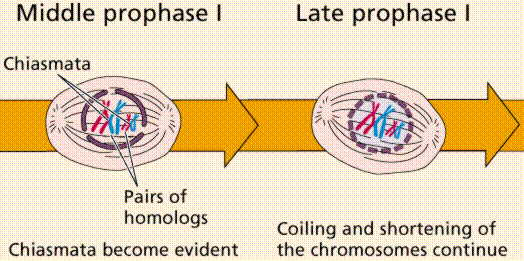 Middle prophase I
Late prophase I
Chiasmata
Pairs of
homologs
Chiasmata become evident
Coiling and shortening of
the chromosomes continue